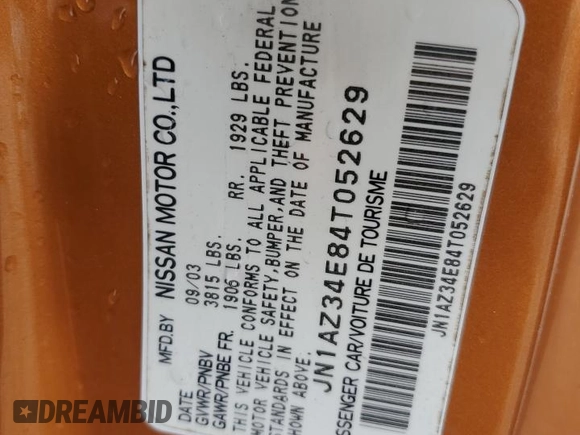 MFD.BY NISSAN MOTOR CO.,LTD
DATE 09/03
GVWR/PNBV 3815 LBS.
GAWR/PNBE FR. 1906 LBS. RR. 1929 LBS.
THIS VEHICLE CONFORMS TO ALL APPLICABLE FEDERAL
MOTOR VEHICLE SAFETY,BUMPER,AND THEFT PREVENTION
STANDARDS IN EFFECT ON THE DATE OF MANUFACTURE
SHOWN ABOVE.
JN1AZ34E84T052629
SSENGER CAR/VOITURE DE TOURISME
JN1AZ34E84T052629
DREAMBID